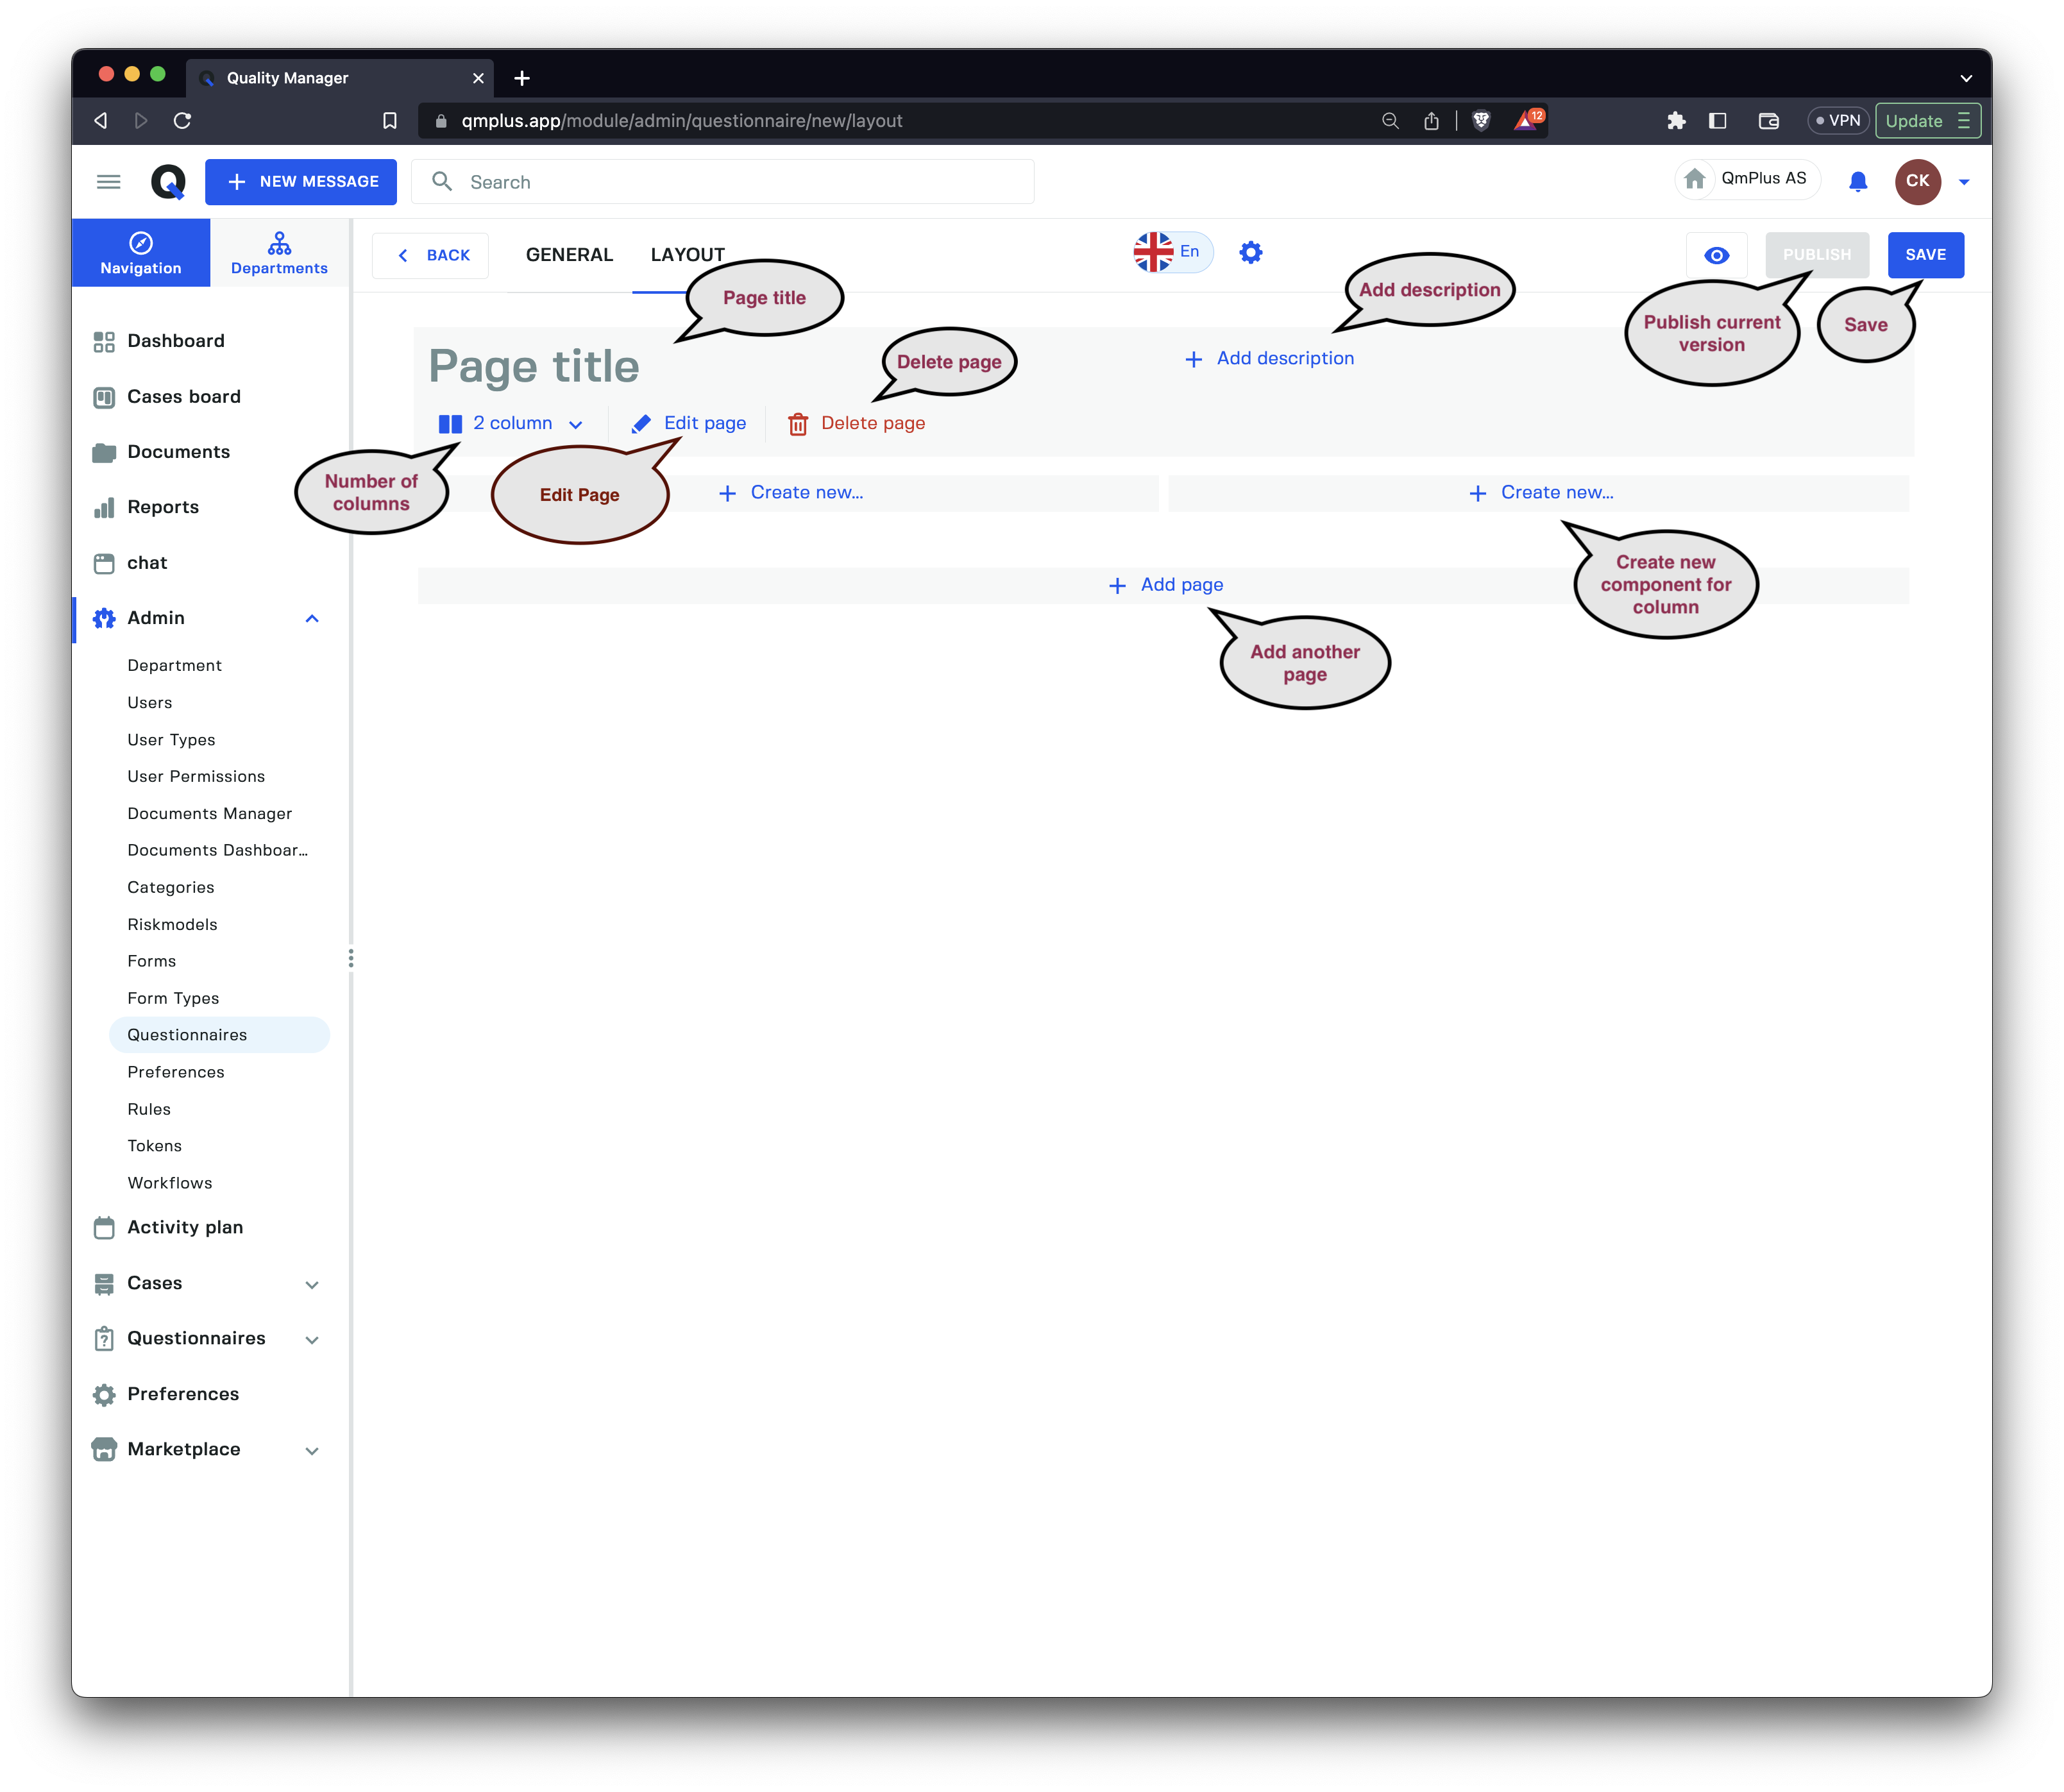 Quality Manager
qmplus.app/module/admin/questionnaire/new/layout
12
VPN
Update
NEW MESSAGE
Search
QmPlus AS
CK
Navigation
Departments
BACK
GENERAL
LAYOUT
En
PUBLISH
SAVE
Page title
Add description
Publish current
version
Save
Page title
Delete page
Add description
2 column
Edit page
Delete page
Number of
columns
Edit Page
Create new...
Create new...
Create new
component for
column
Add page
Add another
page
Dashboard
Cases board
Documents
Reports
chat
Admin
Department
Users
User Types
User Permissions
Documents Manager
Documents Dashboar...
Categories
Riskmodels
Forms
Form Types
Questionnaires
Preferences
Rules
Tokens
Workflows
Activity plan
Cases
Questionnaires
Preferences
Marketplace